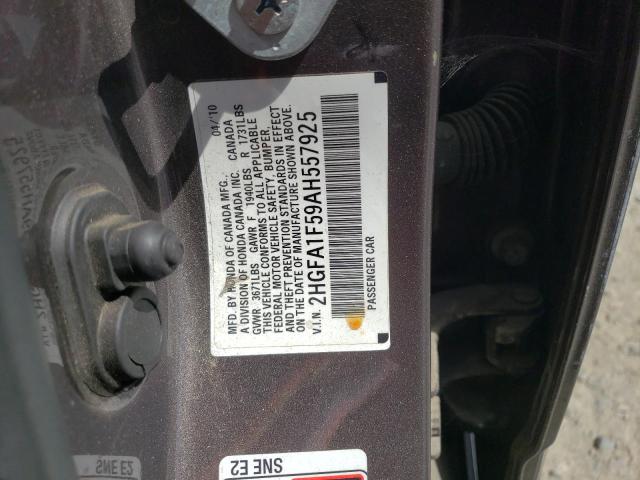 MFD. BY HONDA OF CANADA MFG., 04/'10
A DIVISION OF HONDA CANADA INC. CANADA
GVWR 3671LBS GAWR F 1940LBS R 1731LBS
THIS VEHICLE CONFORMS TO ALL APPLICABLE
FEDERAL MOTOR VEHICLE SAFETY, BUMPER,
AND THEFT PREVENTION STANDARDS IN EFFECT
ON THE DATE OF MANUFACTURE SHOWN ABOVE.
V.I.N. 2HGFA1F59AH557925
PASSENGER CAR
SNE E2
SNE E2